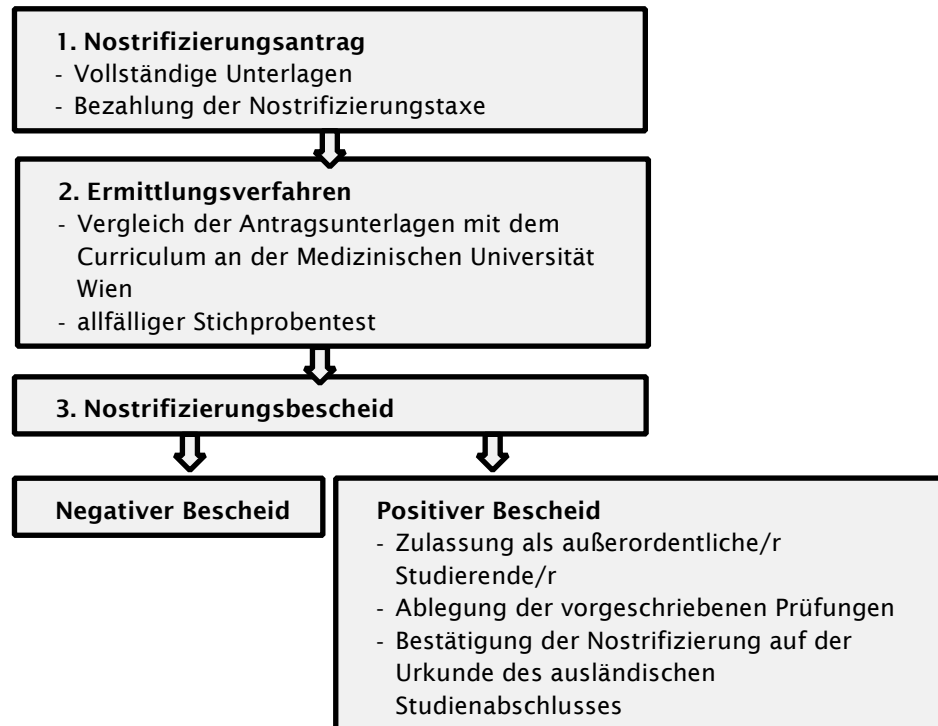 1. Nostrifizierungsantrag
- Vollständige Unterlagen
- Bezahlung der Nostrifizierungstaxe
2. Ermittlungsverfahren
- Vergleich der Antragsunterlagen mit dem
Curriculum an der Medizinischen Universität
Wien
- allfälliger Stichprobentest
3. Nostrifizierungsbescheid
Negativer Bescheid
Positiver Bescheid
- Zulassung als außerordentliche/r
Studierende/r
- Ablegung der vorgeschriebenen Prüfungen
- Bestätigung der Nostrifizierung auf der
Urkunde des ausländischen
Studienabschlusses